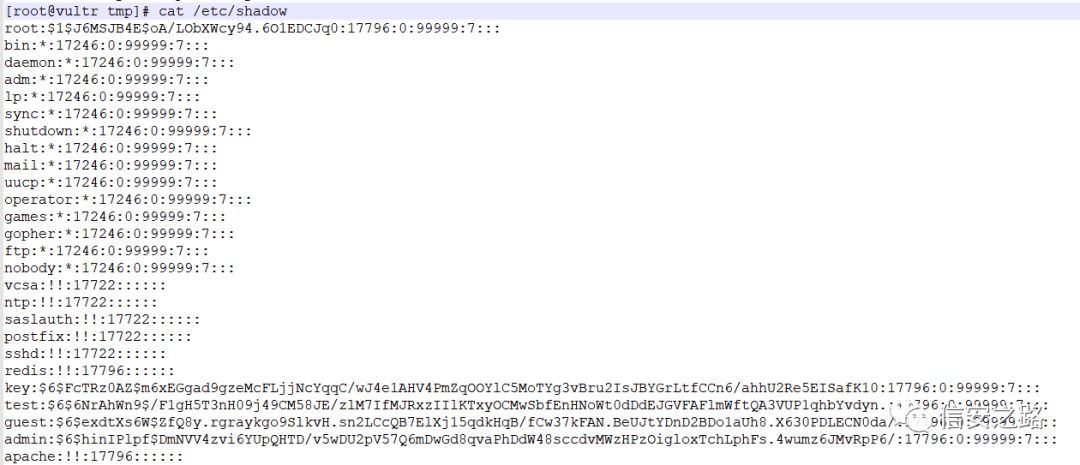 [root@vultr tmp]# cat /etc/shadow
root:$1$J6MSJB4E$oA/LObXWcy94.6O1EDCJq0:17796:0:99999:7:::
bin:*:17246:0:99999:7:::
daemon:*:17246:0:99999:7:::
adm:*:17246:0:99999:7:::
lp:*:17246:0:99999:7:::
sync:*:17246:0:99999:7:::
shutdown:*:17246:0:99999:7:::
halt:*:17246:0:99999:7:::
mail:*:17246:0:99999:7:::
uucp:*:17246:0:99999:7:::
operator:*:17246:0:99999:7:::
games:*:17246:0:99999:7:::
gopher:*:17246:0:99999:7:::
ftp:*:17246:0:99999:7:::
nobody:*:17246:0:99999:7:::
vcsa:!!:17722::::::
ntp:!!:17722::::::
saslauth:!!:17722::::::
postfix:!!:17722::::::
sshd:!!:17722::::::
redis:!!:17796::::::
key:$6$FcTRz0AZ$m6xEGgad9gzeMcFLjjNcYqqC/wJ4e1AHV4PmZqOOYlC5MoTYg3vBru2IsJBYGrLtfCCn6/ahhU2Re5EISafK10:17796:0:99999:7:::
test:$6$6NrAhWn9$/F1gH5T3nH09j49CM58JE/zlM7IfMJRxzIIlKTxyOCMwSbfEnHNoWt0dDdEJGVFAFlmWftQA3VUP1qhbYvdyn.:17796:0:99999:7:::
guest:$6$exdtXs6W$ZfQ8y.rgraykgo9SlkvH.sn2LCcQB7ElXj15qdkHqB/fCw37kFAN.BeUJtYDnD2BDo1aUh8.X630PDLECN0da/
admin:$6$hinIPlpf$DmNVV4zvi6YUpQHTD/v5wDU2pV57Q6mDwGd8qvaPhDdW48sccdvMWzHPzOigloxTchLphFs.4wumz6JMvRpP6/:17796:0:99999:7:::
apache:!!:17796::::::
信安之路